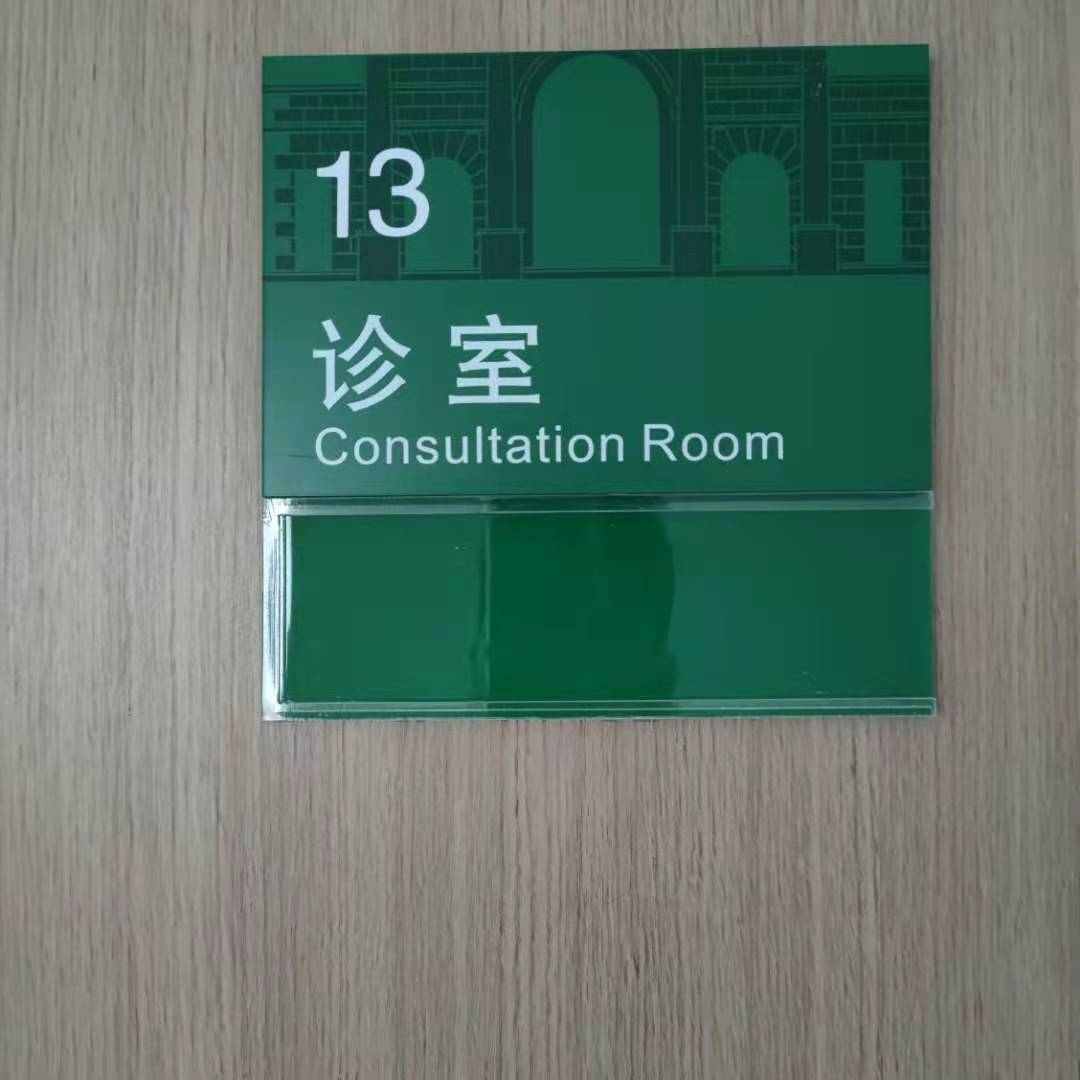 13
诊室
Consultation Room